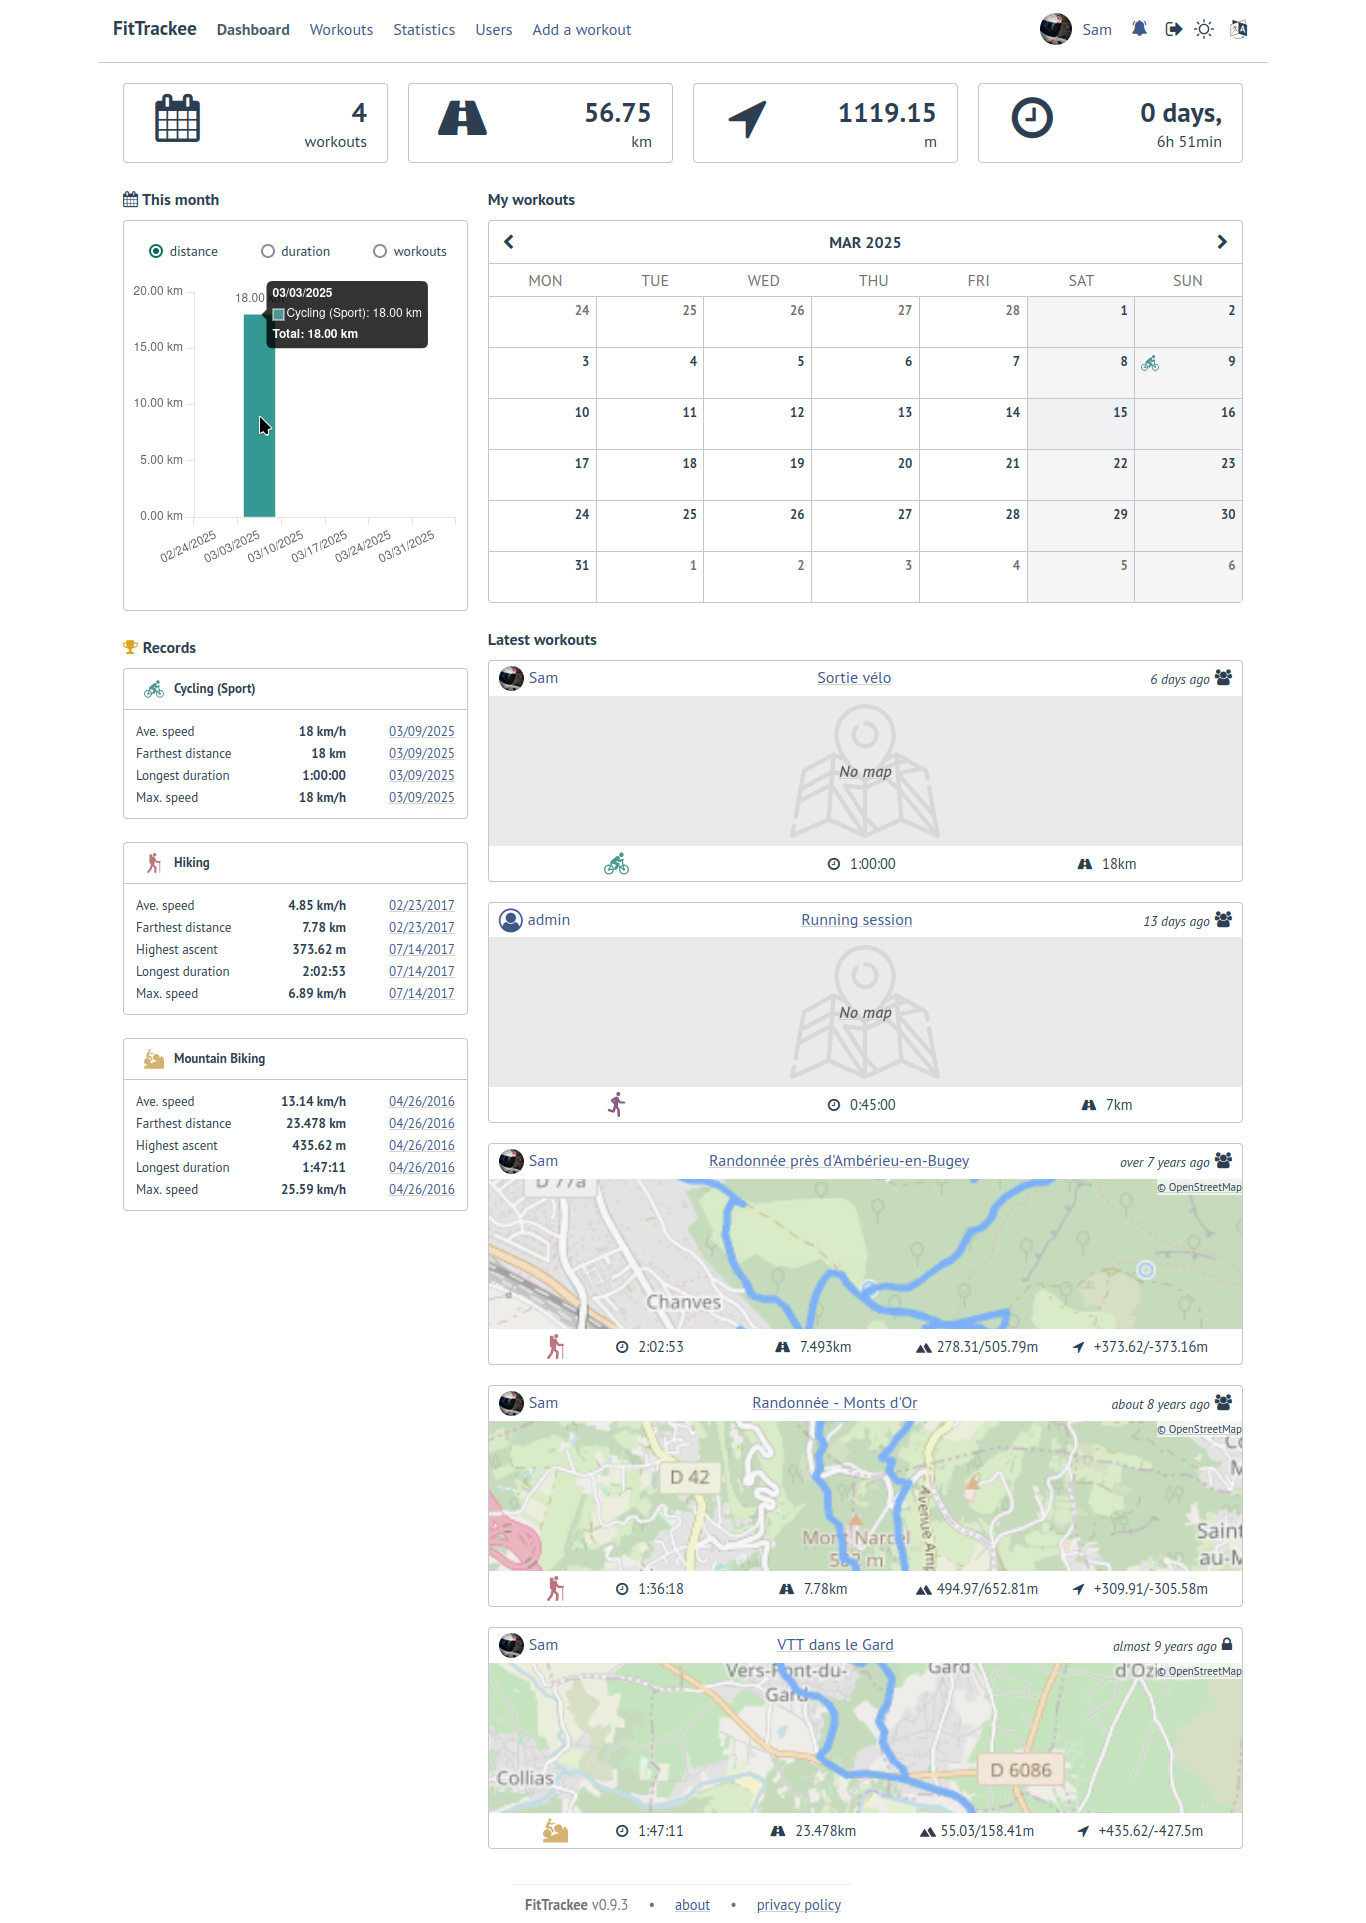 FitTrackee Dashboard Workouts Statistics Users Add a workout Sam
4
workouts
56.75
km
1119.15
m
0 days,
6h 51min
This month
distance duration workouts
20.00 km
15.00 km
10.00 km
5.00 km
0.00 km
18.00
03/03/2025
Cycling (Sport): 18.00 km
Total: 18.00 km
02/24/2025 03/03/2025 03/10/2025 03/17/2025 03/24/2025 03/31/2025
My workouts
MAR 2025
MON TUE WED THU FRI SAT SUN
24 25 26 27 28 1 2
3 4 5 6 7 8 9
10 11 12 13 14 15 16
17 18 19 20 21 22 23
24 25 26 27 28 29 30
31 1 2 3 4 5 6
Records
Cycling (Sport)
Ave. speed 18 km/h 03/09/2025
Farthest distance 18 km 03/09/2025
Longest duration 1:00:00 03/09/2025
Max. speed 18 km/h 03/09/2025
Hiking
Ave. speed 4.85 km/h 02/23/2017
Farthest distance 7.78 km 02/23/2017
Highest ascent 373.62 m 07/14/2017
Longest duration 2:02:53 07/14/2017
Max. speed 6.89 km/h 07/14/2017
Mountain Biking
Ave. speed 13.14 km/h 04/26/2016
Farthest distance 23.478 km 04/26/2016
Highest ascent 435.62 m 04/26/2016
Longest duration 1:47:11 04/26/2016
Max. speed 25.59 km/h 04/26/2016
Latest workouts
Sam Sortie vélo 6 days ago
No map
1:00:00 18km
admin Running session 13 days ago
No map
0:45:00 7km
Sam Randonnée près d'Ambérieu-en-Bugey over 7 years ago
D 77a
© OpenStreetMap
Chanves
2:02:53 7.493km 278.31/505.79m +373.62/-373.16m
Sam Randonnée - Monts d'Or about 8 years ago
© OpenStreetMap
D 42
Avenue
Mont Narcel
m
Saint
au-M
1:36:18 7.78km 494.97/652.81m +309.91/-305.58m
Sam VTT dans le Gard almost 9 years ago
Vers-Pont-du-
Gard
Gard
d'Oz
© OpenStreetMap
Collias
D 6086
1:47:11 23.478km 55.03/158.41m +435.62/-427.5m
FitTrackee v0.9.3 • about • privacy policy